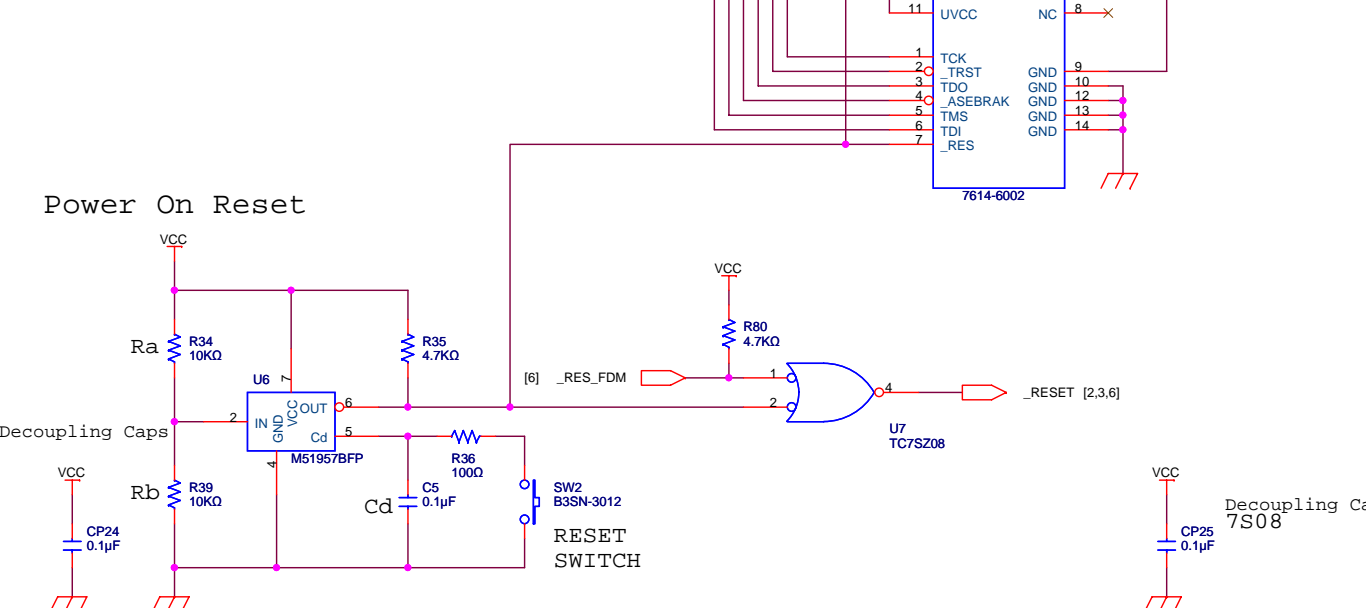 11 UVCC NC 8
1 TCK
2 _TRST GND 9
3 TDO GND 10
4 _ASEBRAK GND 12
5 TMS GND 13
6 TDI GND 14
7 _RES
7614-6002
Power On Reset
VCC
VCC
Ra R34
10KΩ
R35
4.7KΩ
R80
4.7KΩ
U6
7
[6] _RES_FDM
1
2 IN VCC GND OUT 6
Cd 5
4
M51957BFP
2
4 _RESET [2,3,6]
U7
TC7SZ08
Decoupling Caps
VCC
R36
100Ω
Rb R39
10KΩ
Cd C5
0.1µF
SW2
B3SN-3012
RESET
SWITCH
CP24
0.1µF
VCC
Decoupling Ca
7S08
CP25
0.1µF